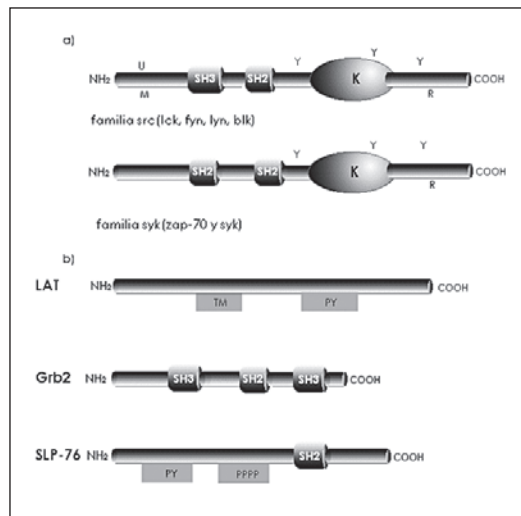 a)
U Y Y Y
NH₂ SH3 SH2 K COOH
M R
familia src (lck, fyn, lyn, blk)
Y Y Y
NH₂ SH2 SH2 K COOH
R
familia syk (zap-70 y syk)
b)
LAT NH₂ COOH
TM PY
Grb2 NH₂ SH3 SH2 SH3 COOH
SLP-76 NH₂ SH2 COOH
PY PPPP